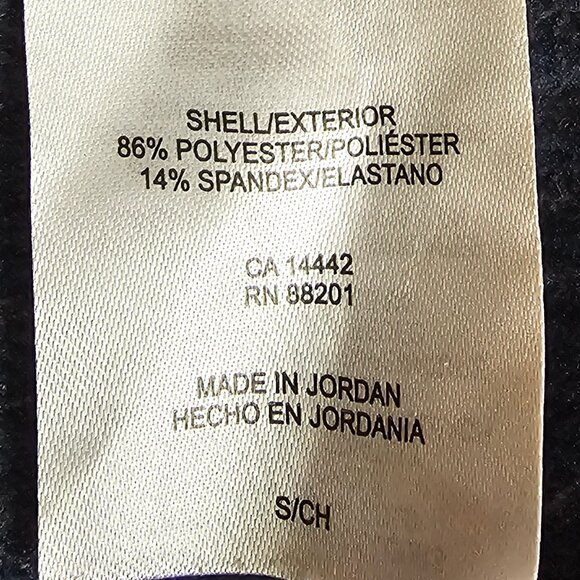 SHELL/EXTERIOR
86% POLYESTER/POLIÉSTER
14% SPANDEX/ELASTANO
CA 14442
RN 88201
MADE IN JORDAN
HECHO EN JORDANIA
S/CH